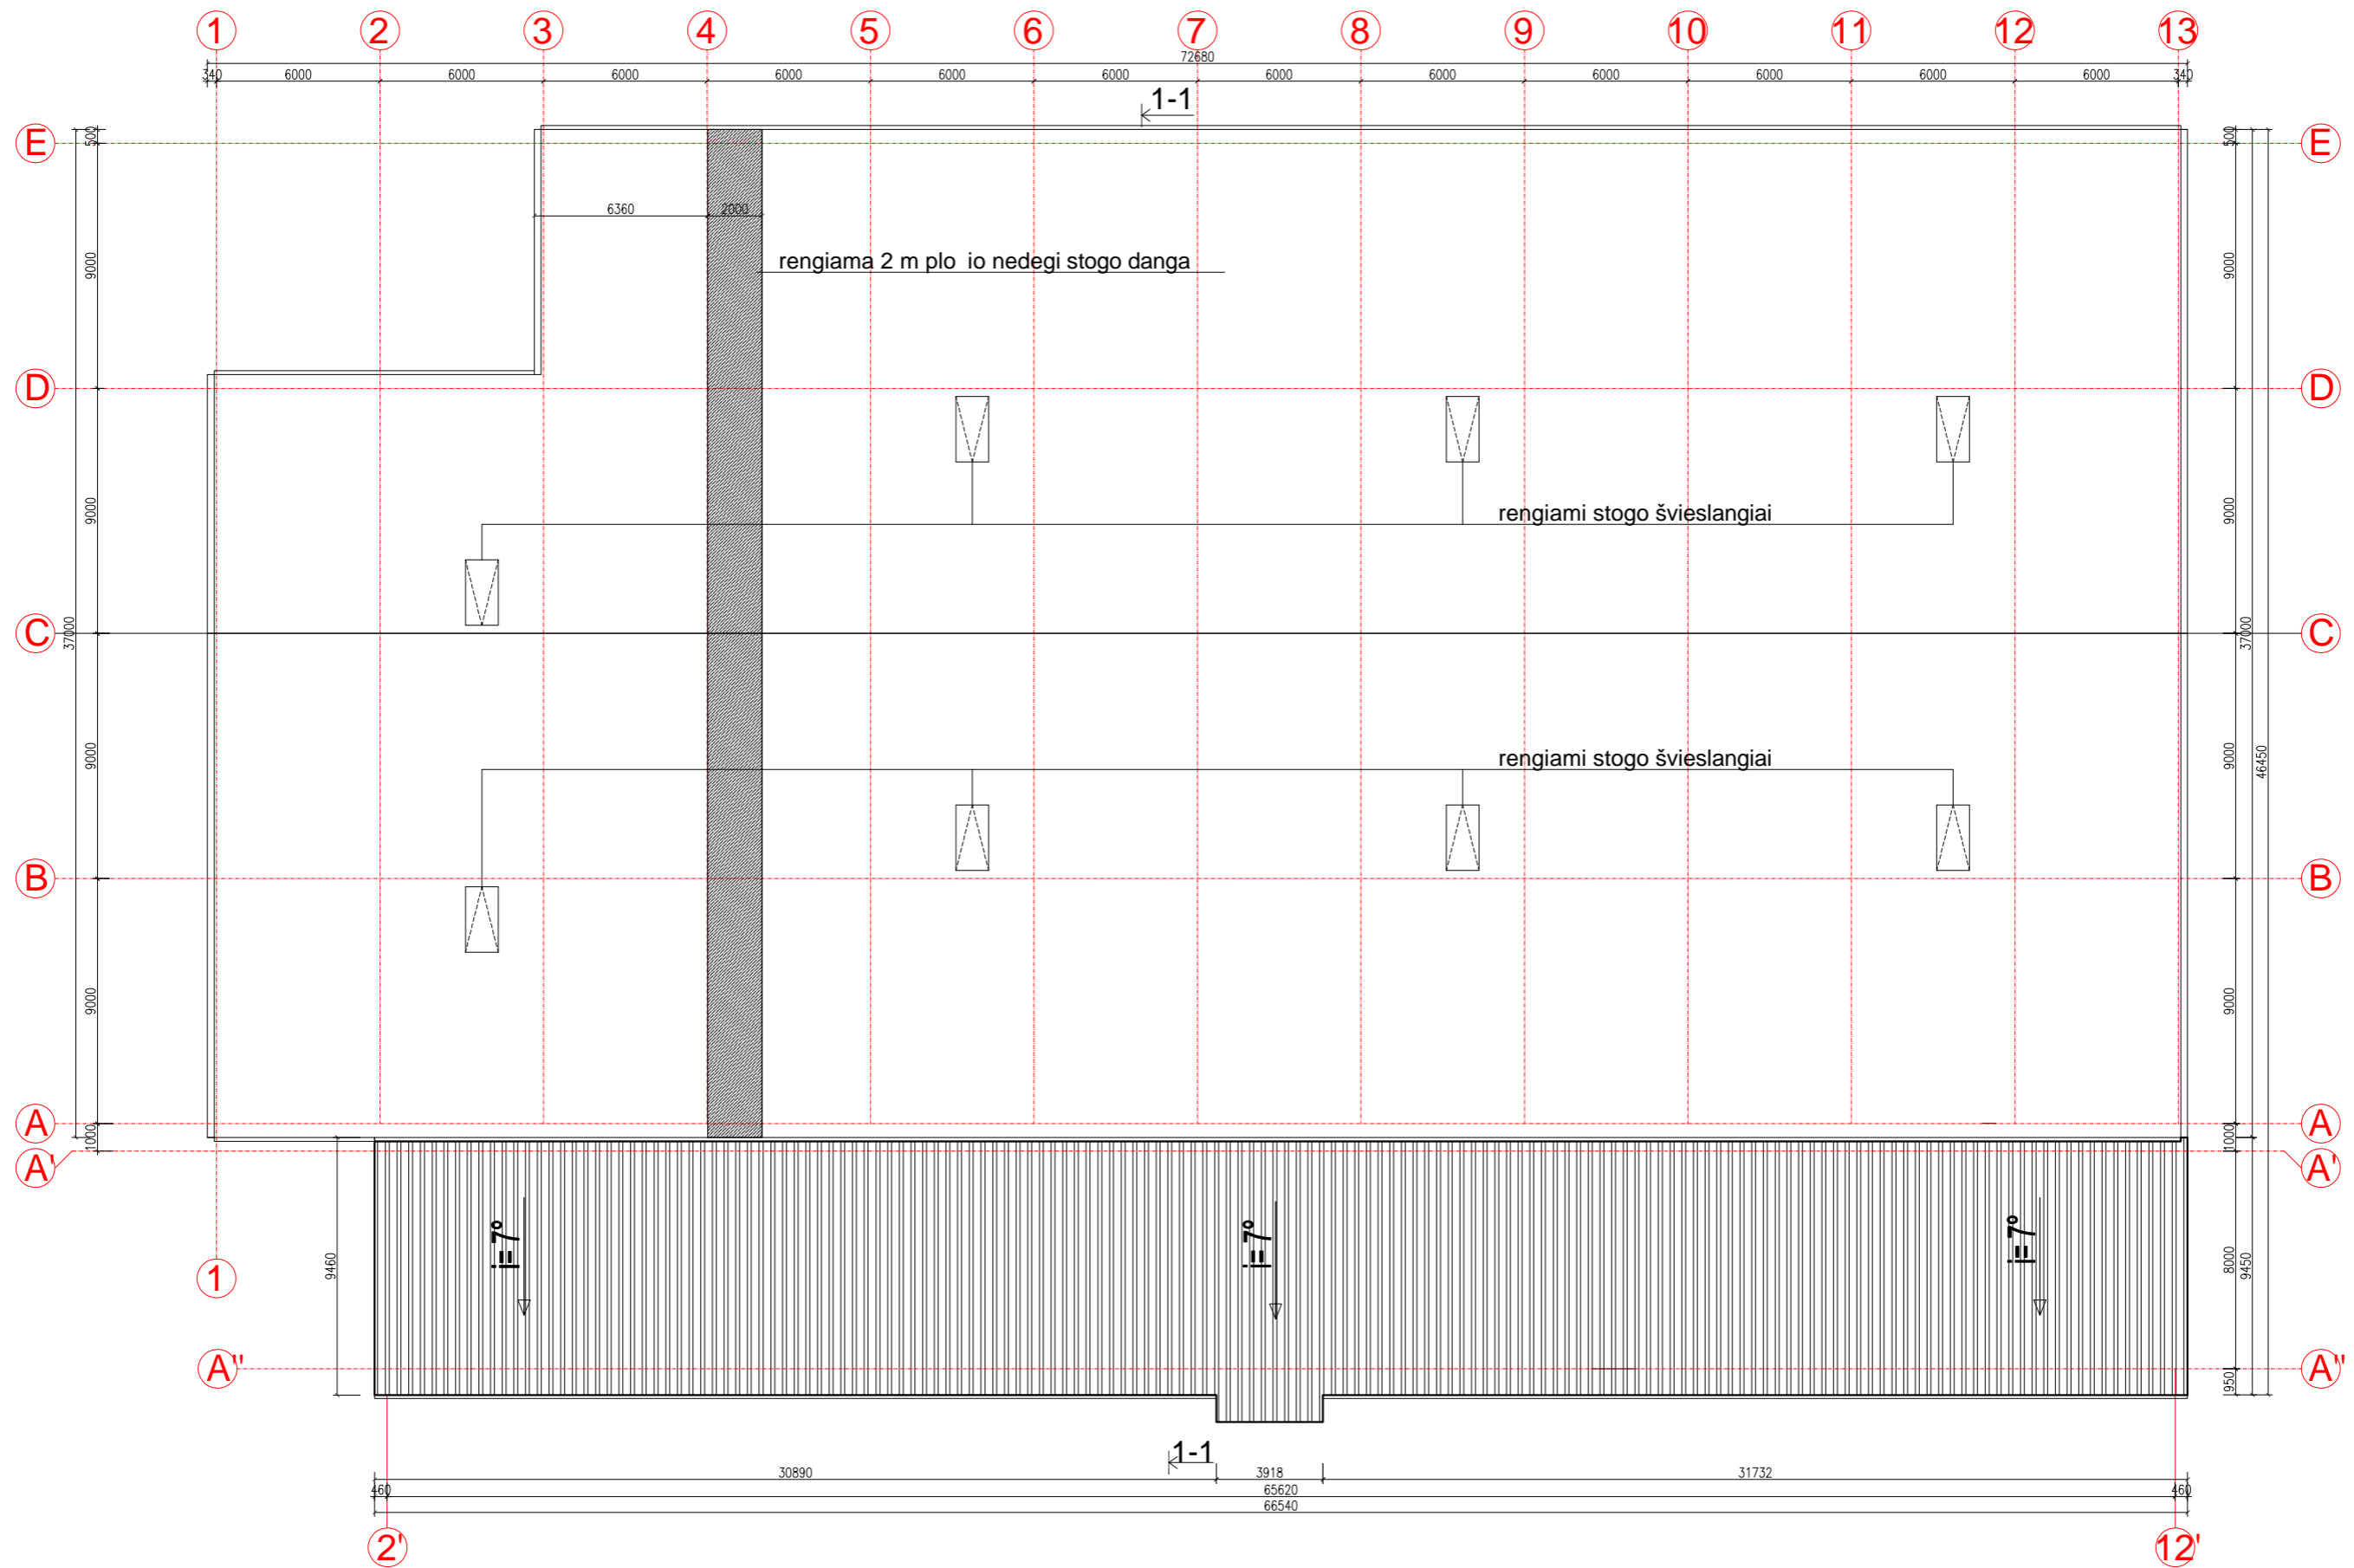 1 2 3 4 5 6 7 8 9 10 11 12 13
72680
340 6000 6000 6000 6000 6000 6000 6000 6000 6000 6000 6000 6000 340
1-1
E 500 500 E
6360 2000
9000 rengiama 2 m plo io nedegi stogo danga 9000
D D
9000 rengiami stogo švieslangiai 9000
C 37000 37000 C
9000 rengiami stogo švieslangiai 9000 46450
B B
9000 9000
A 1000 1000 A
A' A'
i=7° i=7° i=7°
1 9460 8000 9450
A" 950 A"
1-1
30890 3918 31732
460 65620 460
66540
2' 12'